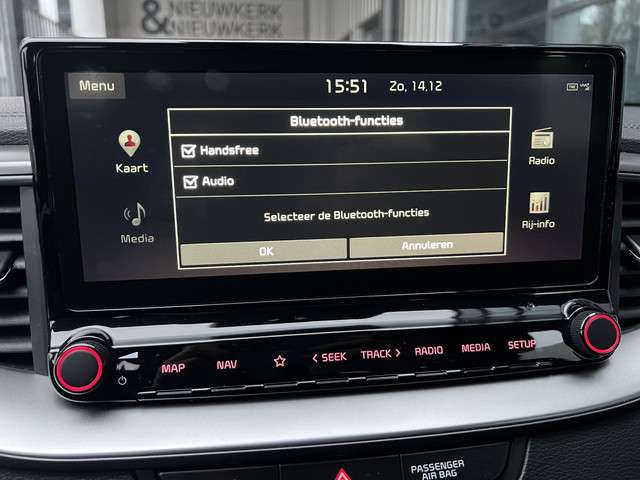 NIEUWKERK
& NIEUWKERK
Menu
15:51
Zo, 14.12
Bluetooth-functies
Handsfree
Audio
Selecteer de Bluetooth-functies
OK
Annuleren
Kaart
Media
Radio
Rij-info
MAP
NAV
< SEEK
TRACK >
RADIO
MEDIA
SETUP
PASSENGER
AIR BAG